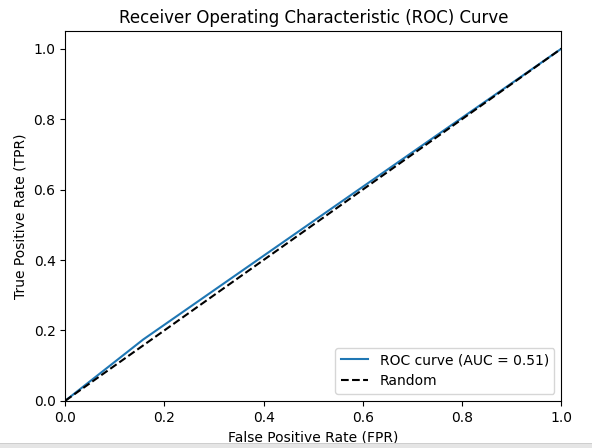 Receiver Operating Characteristic (ROC) Curve
1.0
0.8
0.6
0.4
0.2
0.0
True Positive Rate (TPR)
ROC curve (AUC = 0.51)
Random
0.0 0.2 0.4 0.6 0.8 1.0
False Positive Rate (FPR)